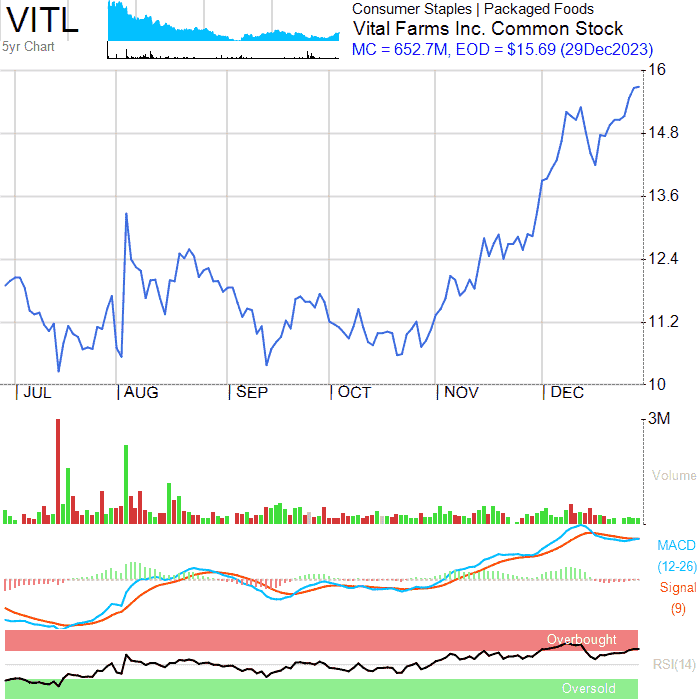 VITL
5yr Chart
Consumer Staples | Packaged Foods
Vital Farms Inc. Common Stock
MC = 652.7M, EOD = $15.69 (29Dec2023)
16
14.8
13.6
12.4
11.2
10
JUL AUG SEP OCT NOV DEC
3M
Volume
MACD
(12-26)
Signal
(9)
Overbought
RSI(14)
Oversold